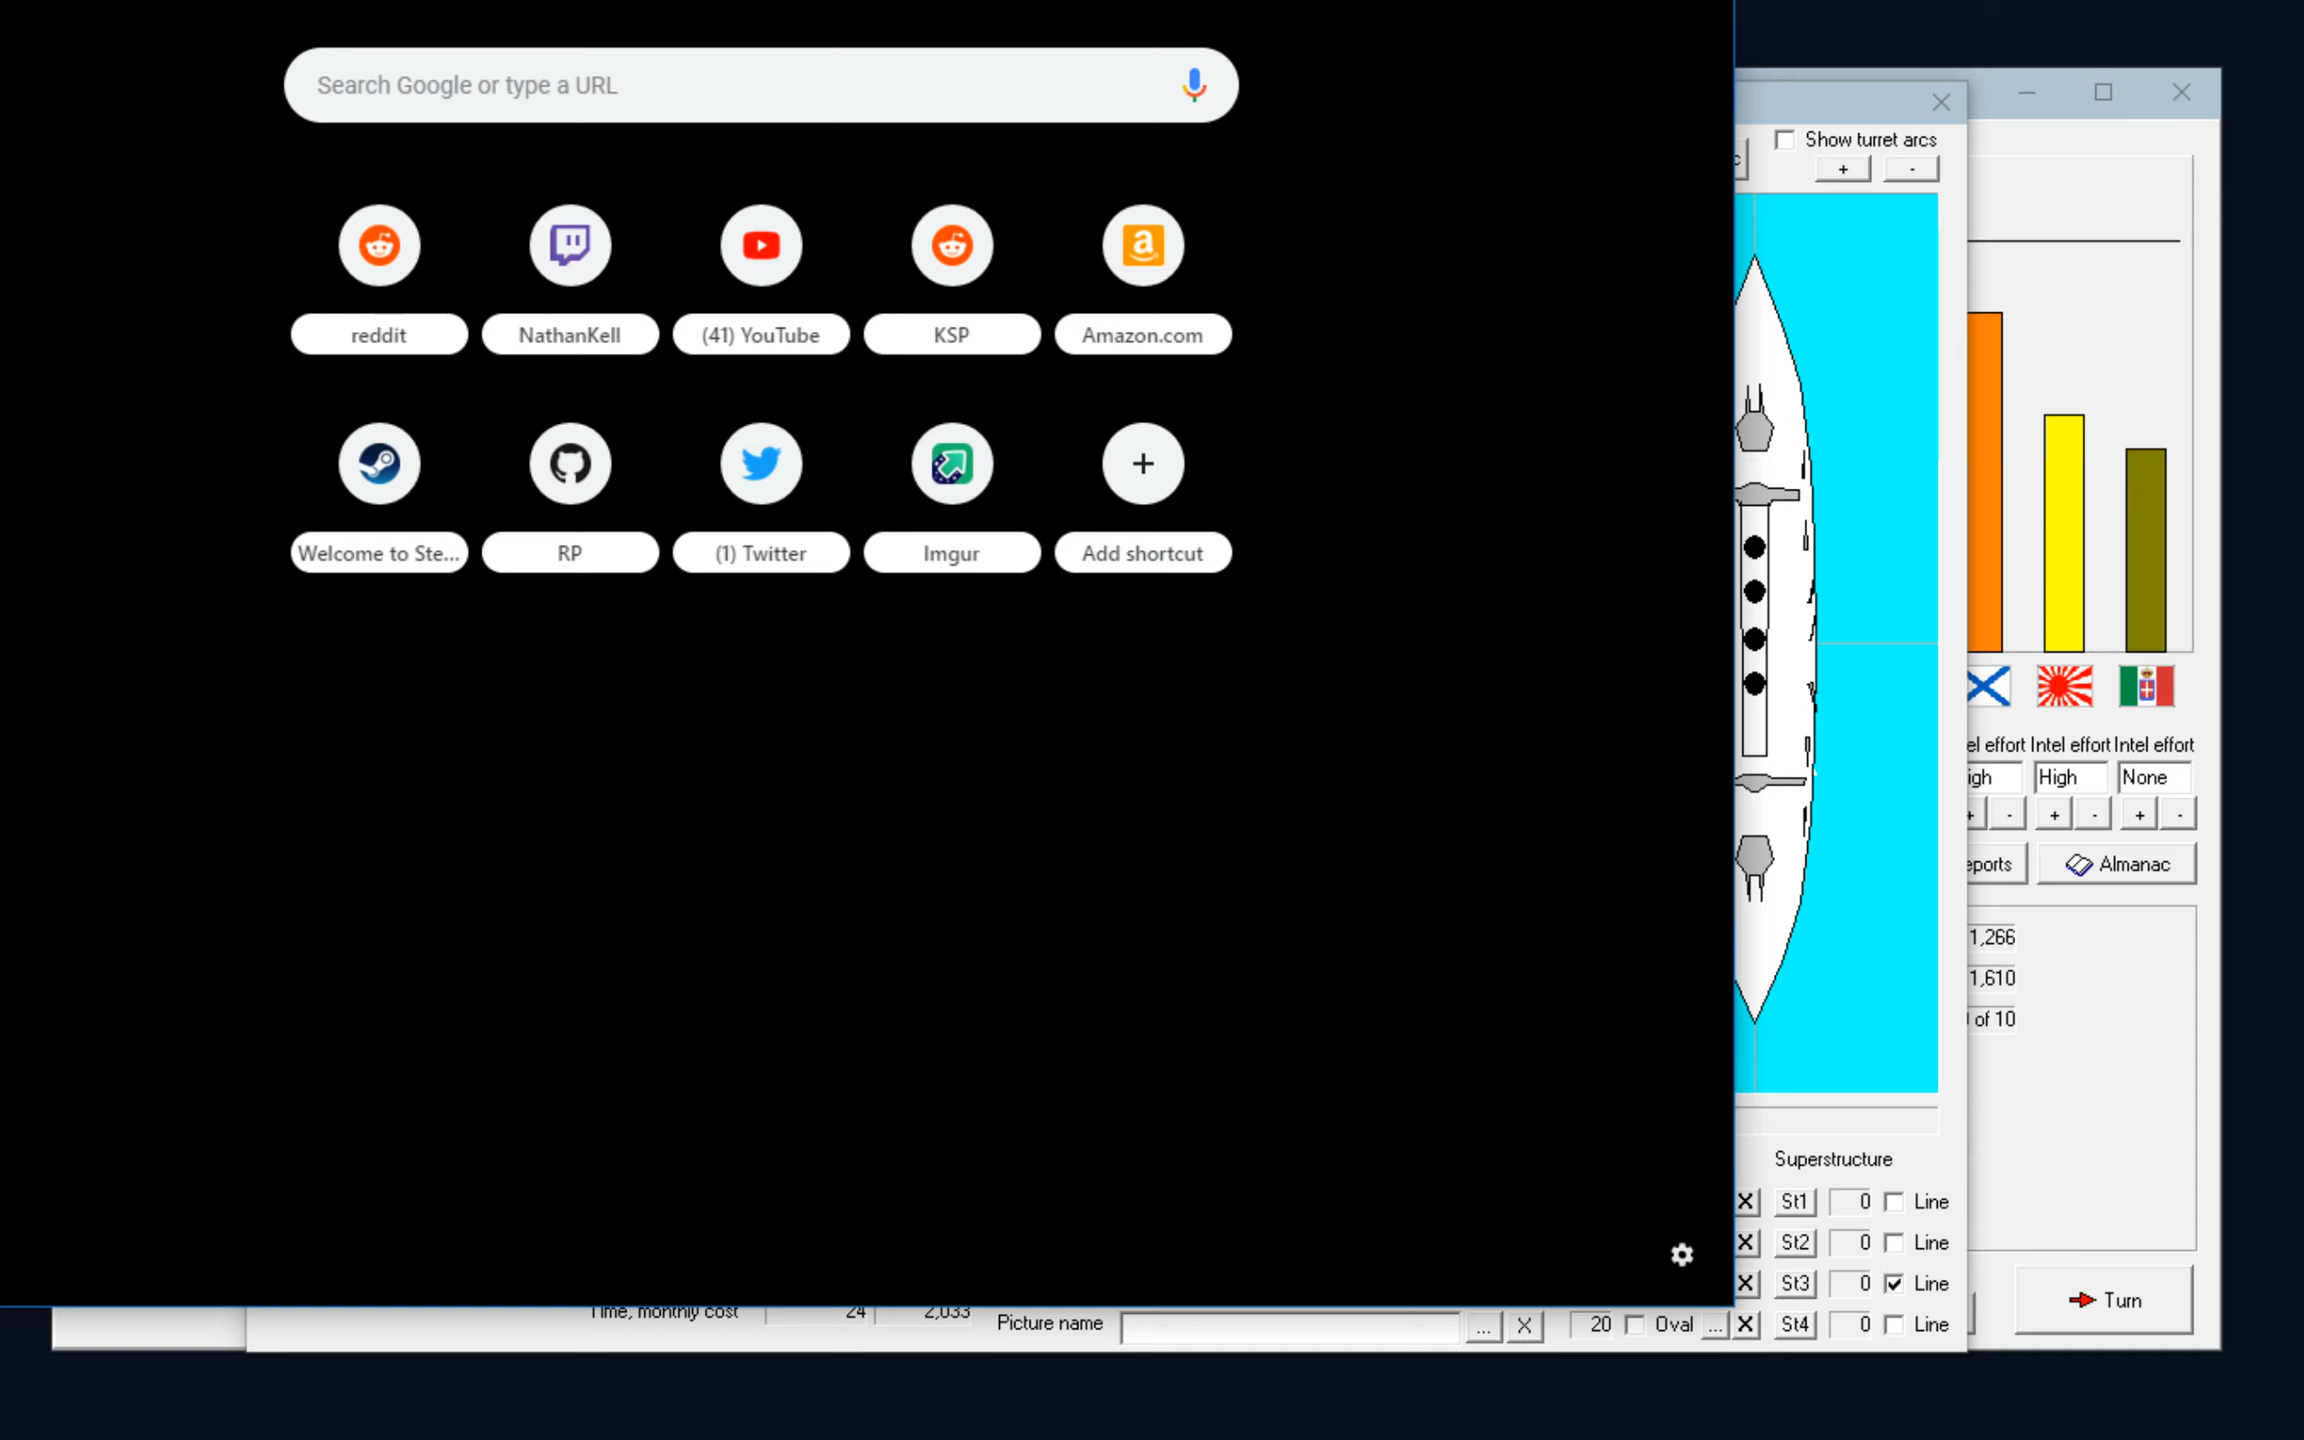 Search Google or type a URL
reddit
NathanKell
(41) YouTube
KSP
Amazon.com
Welcome to Ste...
RP
(1) Twitter
Imgur
Add shortcut
Show turret arcs
+ -
el effort Intel effort Intel effort
igh High None
+ - + - + -
eports Almanac
1,266
1,610
of 10
Superstructure
X St1 0 Line
X St2 0 Line
X St3 0 Line
Time, monthly cost 24 2,033 Picture name ... X 20 Oval ... X St4 0 Line
Turn